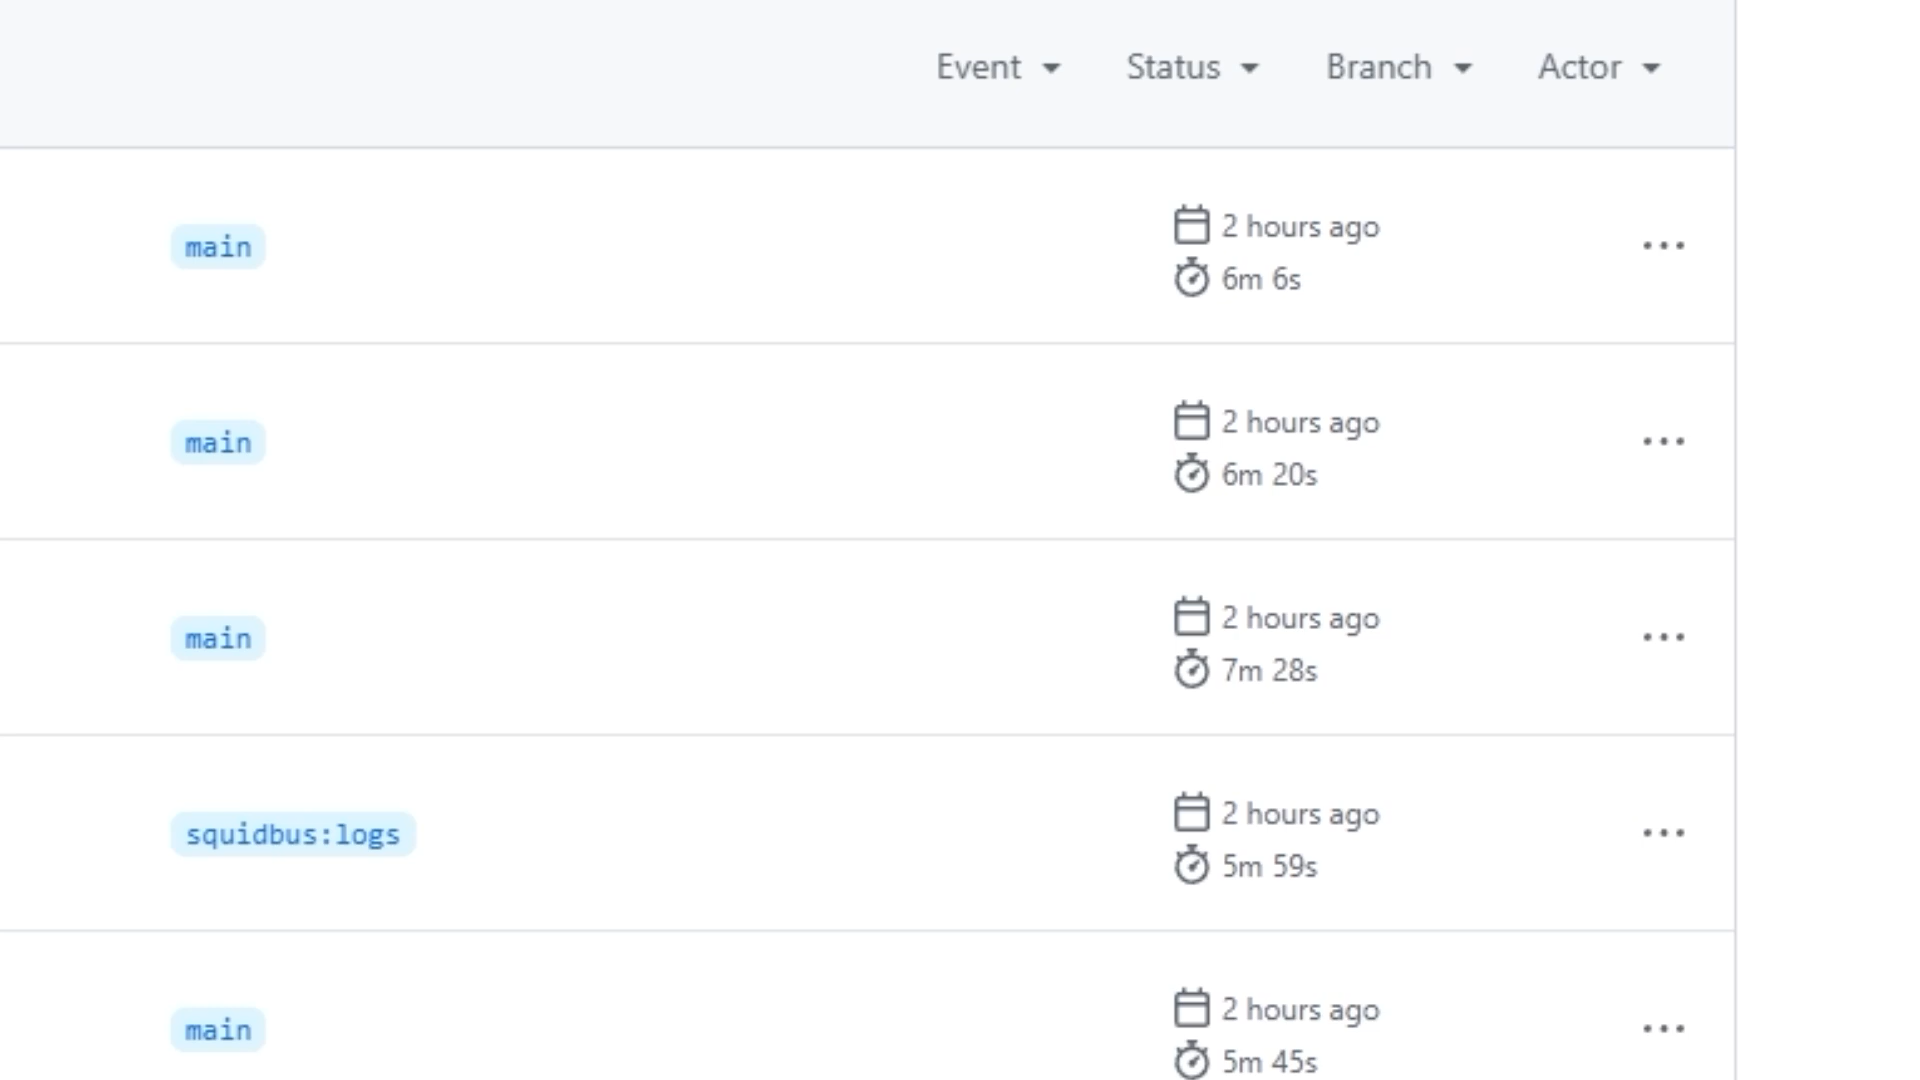 Event Status Branch Actor
main
2 hours ago
6m 6s
main
2 hours ago
6m 20s
main
2 hours ago
7m 28s
squidbus:logs
2 hours ago
5m 59s
main
2 hours ago
5m 45s